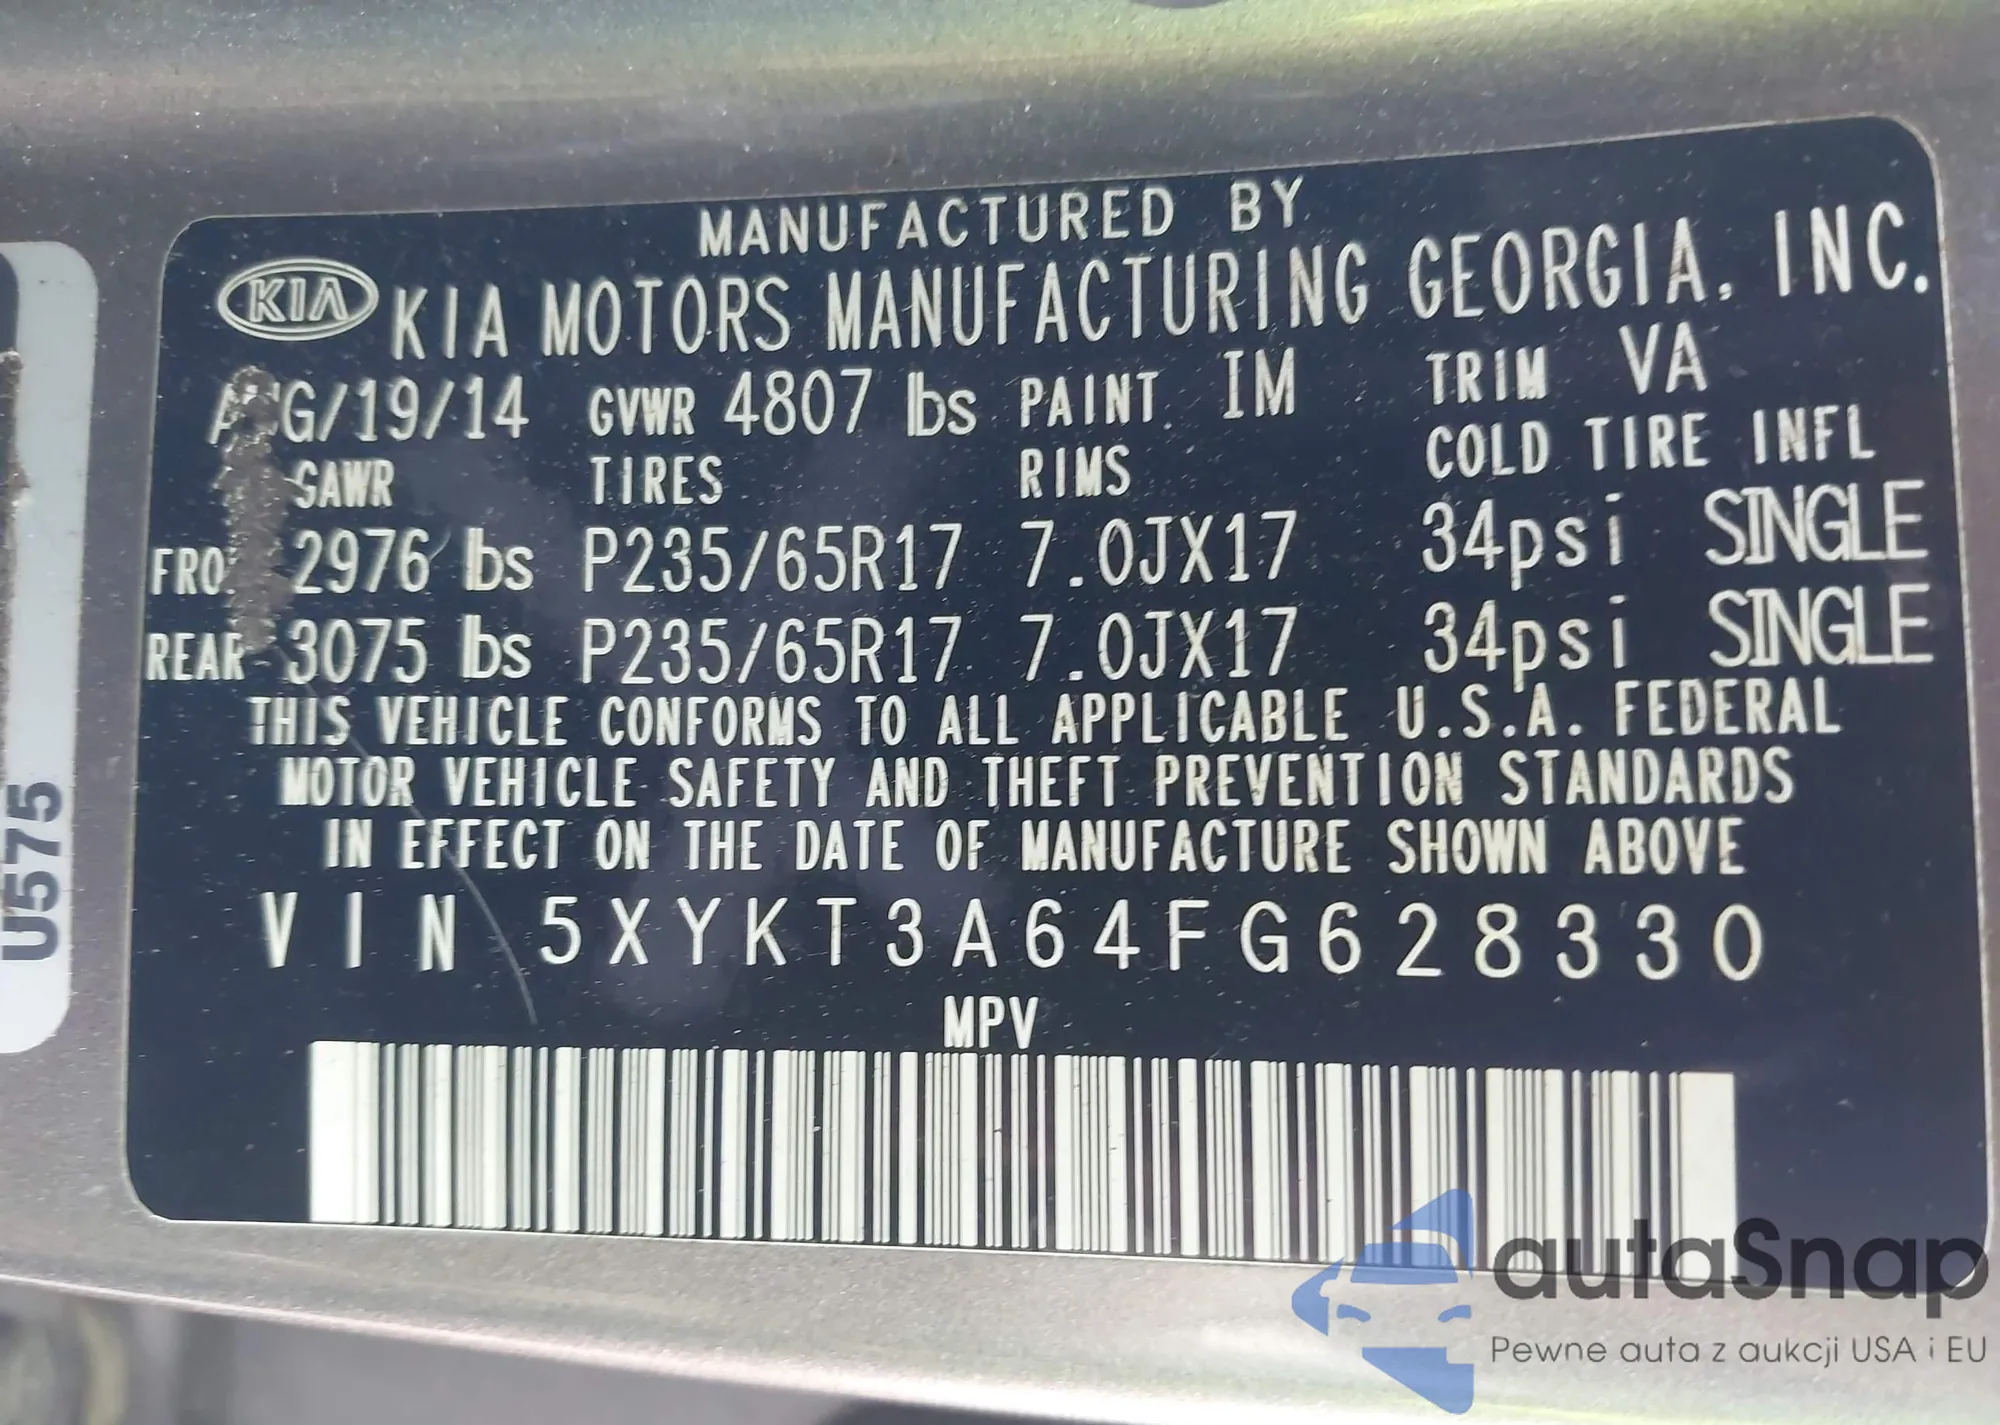 MANUFACTURED BY
KIA KIA MOTORS MANUFACTURING GEORGIA, INC.
/19/14 GVWR 4807 lbs PAINT IM TRIM VA
GAWR TIRES RIMS COLD TIRE INFL
2976 lbs P235/65R17 7.0JX17 34psi SINGLE
REAR 3075 lbs P235/65R17 7.0JX17 34psi SINGLE
THIS VEHICLE CONFORMS TO ALL APPLICABLE U.S.A. FEDERAL
MOTOR VEHICLE SAFETY AND THEFT PREVENTION STANDARDS
IN EFFECT ON THE DATE OF MANUFACTURE SHOWN ABOVE
VIN 5XYKT3A64FG628330
MPV
U575
autaSnap
Pewne auta z aukcji USA i EU